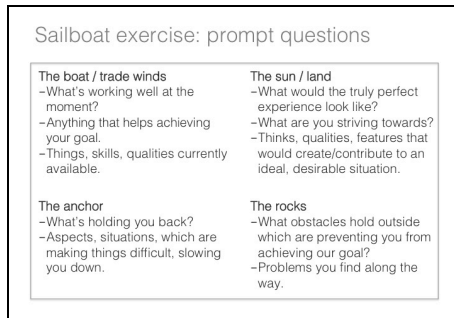 Sailboat exercise: prompt questions
The boat / trade winds
–What's working well at the
moment?
–Anything that helps achieving
your goal.
–Things, skills, qualities currently
available.
The sun / land
–What would the truly perfect
experience look like?
–What are you striving towards?
–Thinks, qualities, features that
would create/contribute to an
ideal, desirable situation.
The anchor
–What's holding you back?
–Aspects, situations, which are
making things difficult, slowing
you down.
The rocks
–What obstacles hold outside
which are preventing you from
achieving our goal?
–Problems you find along the
way.